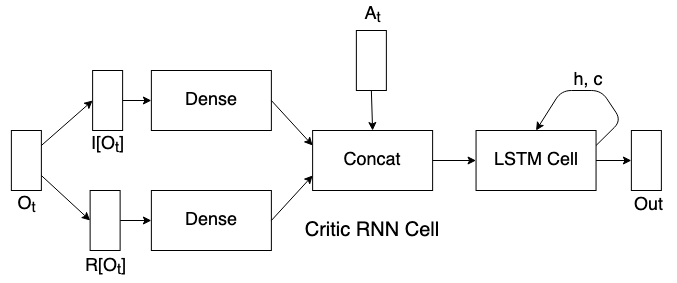 Aₜ
h, c
Dense
I[Oₜ]
Concat
LSTM Cell
Oₜ
Out
Dense
Critic RNN Cell
R[Oₜ]